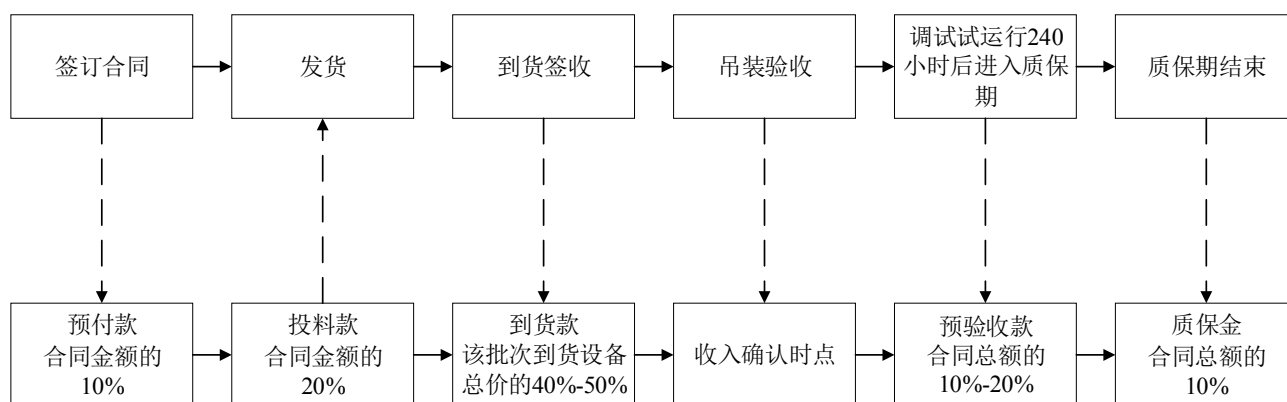 签订合同
发货
到货签收
吊装验收
调试试运行240
小时后进入质保
期
质保期结束
预付款
合同金额的
10%
投料款
合同金额的
20%
到货款
该批次到货设备
总价的40%-50%
收入确认时点
预验收款
合同总额的
10%-20%
质保金
合同总额的
10%